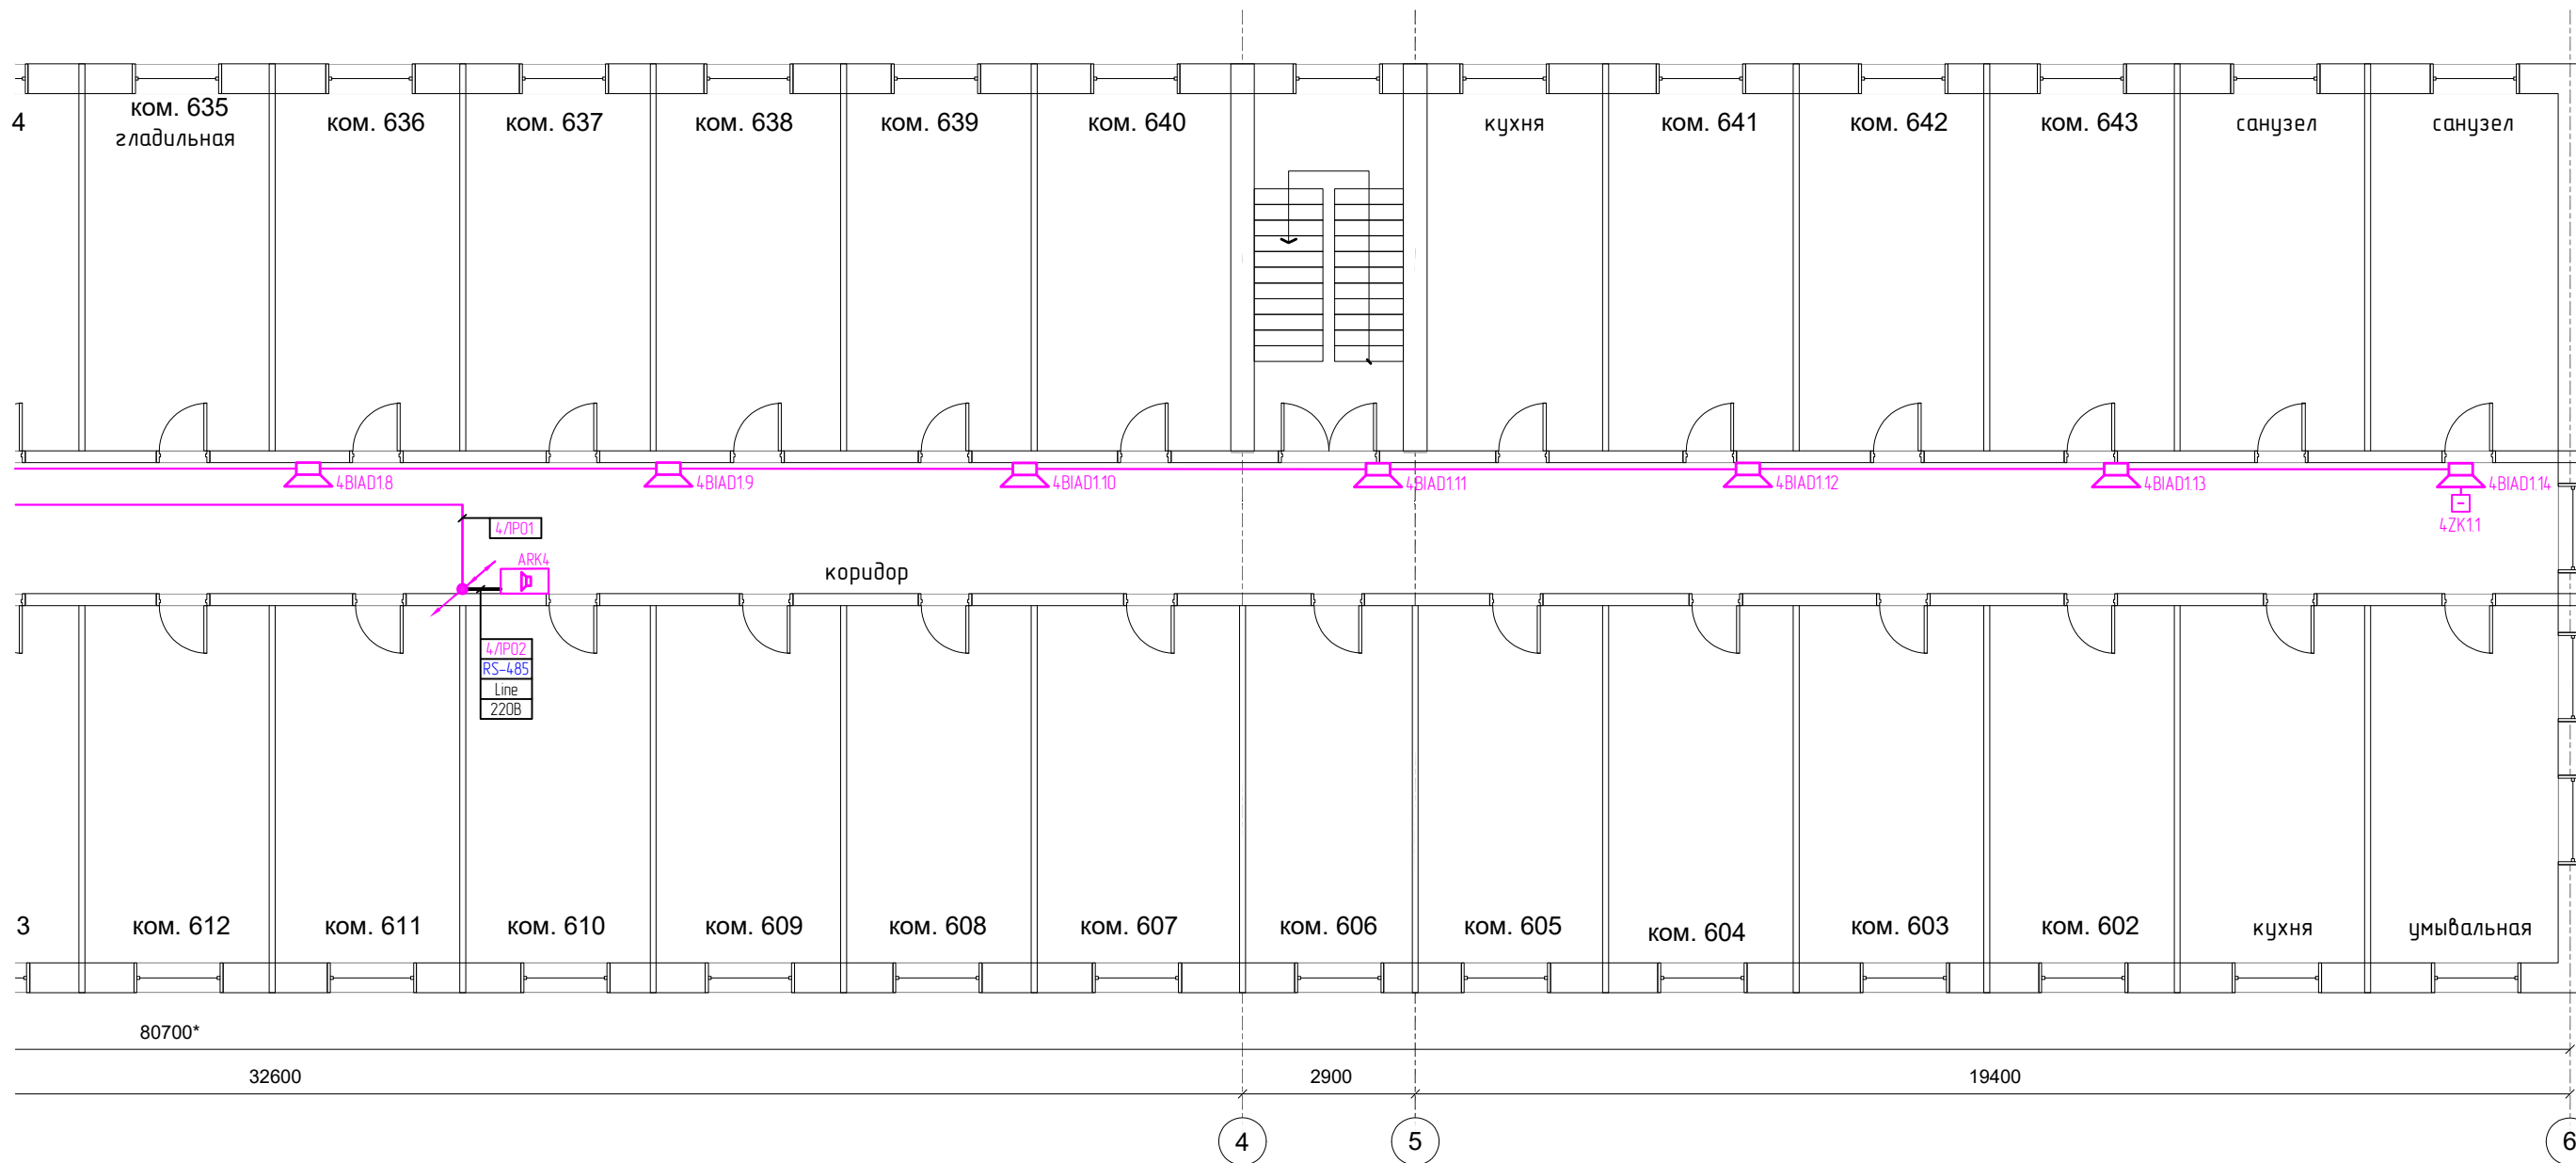 4
ком. 635
гладильная
ком. 636
ком. 637
ком. 638
ком. 639
ком. 640
кухня
ком. 641
ком. 642
ком. 643
санузел
санузел
4BIAD1.8
4BIAD1.9
4BIAD1.10
4BIAD1.11
4BIAD1.12
4BIAD1.13
4BIAD1.14
4ZK1.1
4/ІР01
ARK4
коридор
4/ІР02
RS-485
Line
220В
3
ком. 612
ком. 611
ком. 610
ком. 609
ком. 608
ком. 607
ком. 606
ком. 605
ком. 604
ком. 603
ком. 602
кухня
умывальная
80700*
32600
2900
19400
4
5
6